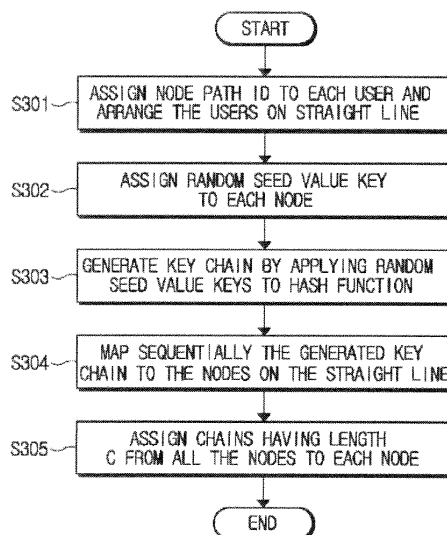 START
S301
ASSIGN NODE PATH ID TO EACH USER AND
ARRANGE THE USERS ON STRAIGHT LINE
S302
ASSIGN RANDOM SEED VALUE KEY
TO EACH NODE
S303
GENERATE KEY CHAIN BY APPLYING RANDOM
SEED VALUE KEYS TO HASH FUNCTION
S304
MAP SEQUENTIALLY THE GENERATED KEY
CHAIN TO THE NODES ON THE STRAIGHT LINE
S305
ASSIGN CHAINS HAVING LENGTH
C FROM ALL THE NODES TO EACH NODE
END